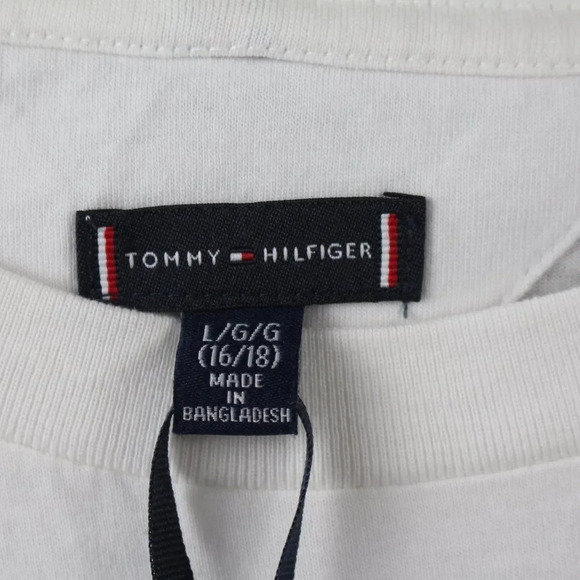 TOMMY HILFIGER
L/G/G
(16/18)
MADE
IN
BANGLADESH